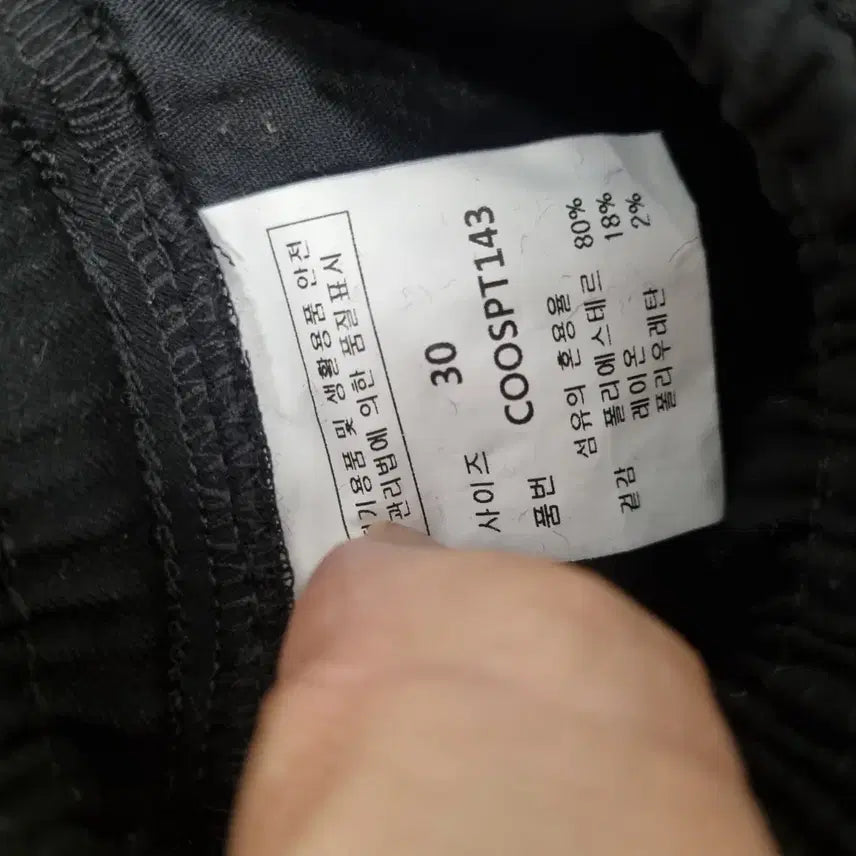 전기용품 및 생활용품 안전
관리법에 의한 품질표시
사이즈 30
품번 COOSPT143
섬유의 혼용율
겉감 폴리에스테르 80%
레이온 18%
폴리우레탄 2%